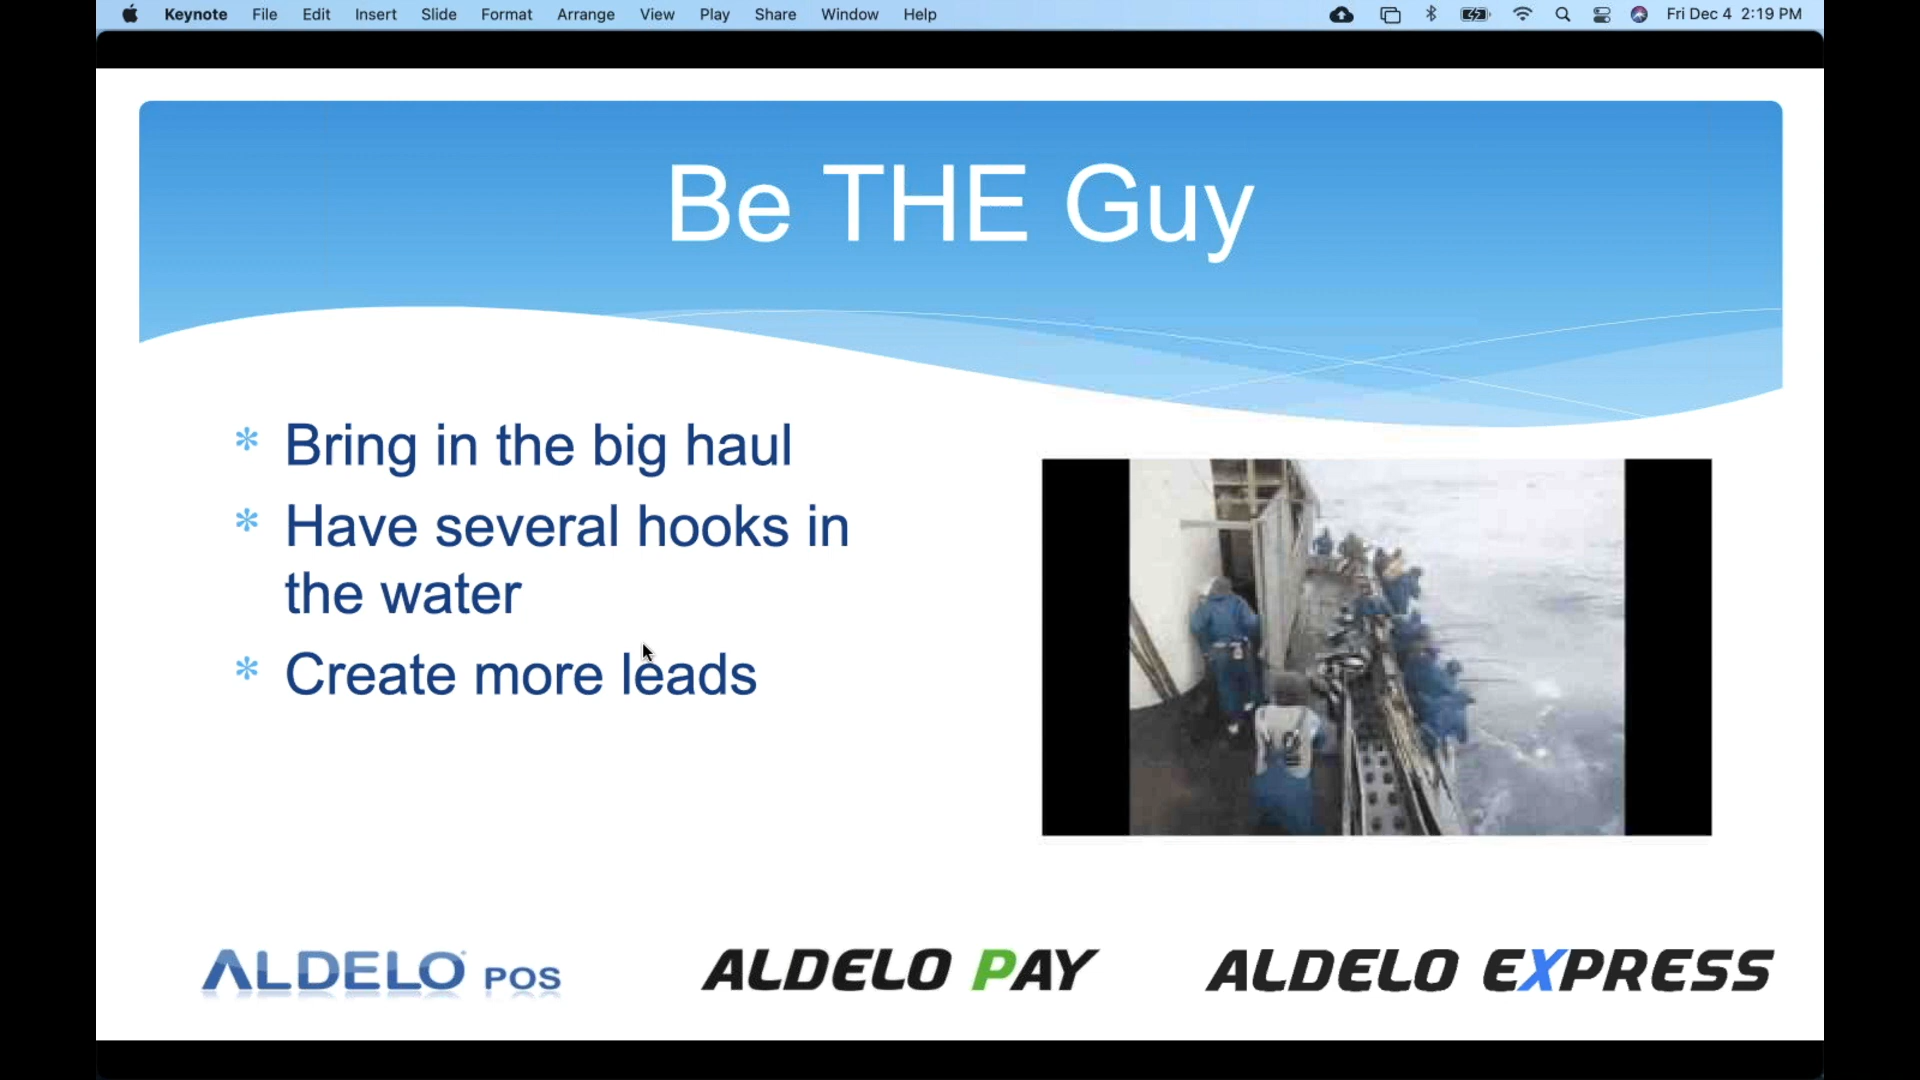 Keynote File Edit Insert Slide Format Arrange View Play Share Window Help Fri Dec 4 2:19 PM
Be THE Guy
* Bring in the big haul
* Have several hooks in
the water
* Create more leads
ALDELO POS ALDELO PAY ALDELO EXPRESS